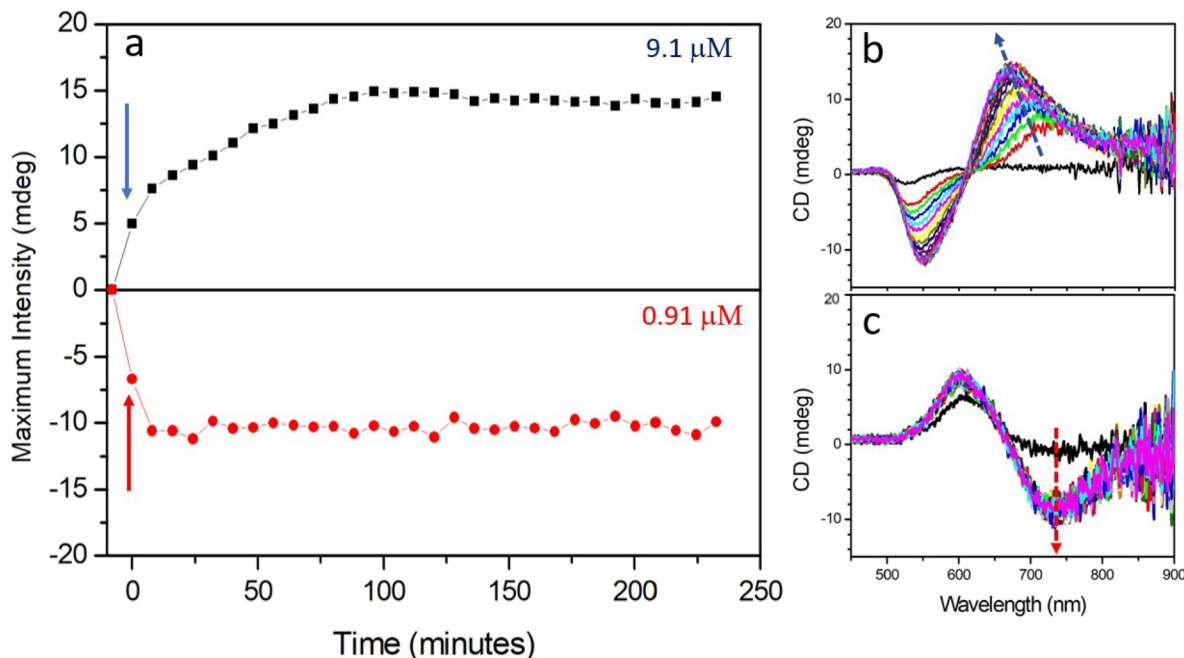 a
9.1 μM
0.91 μM
20
15
10
5
0
-5
-10
-15
-20
0
50
100
150
200
250
Maximum Intensity (mdeg)
Time (minutes)
b
20
10
0
-10
CD (mdeg)
c
20
10
0
-10
CD (mdeg)
500
600
700
800
900
Wavelength (nm)